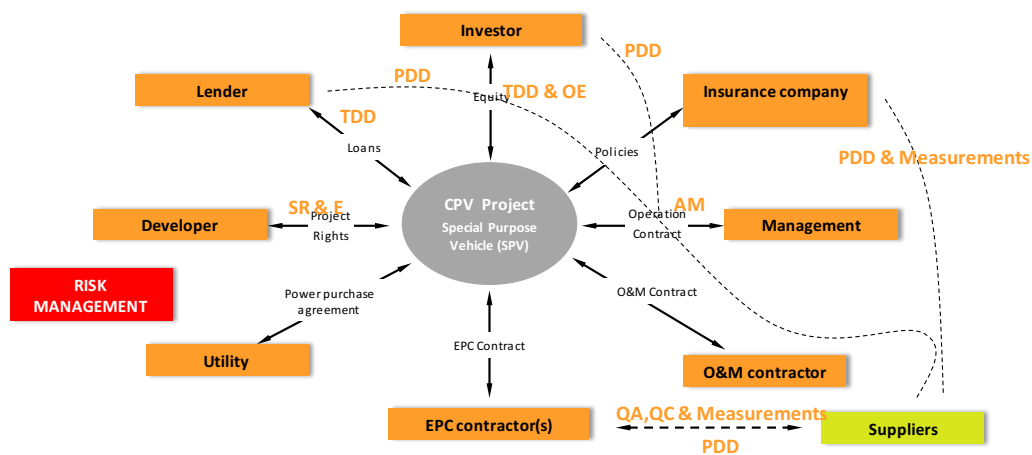 Investor
PDD
PDD
Lender
TDD & OE
Equity
Insurance company
TDD
Loans
Policies
PDD & Measurements
CPV Project
Special Purpose
Vehicle (SPV)
SR & E
Project
Rights
Developer
AM
Operation
Contract
Management
RISK
MANAGEMENT
Power purchase
agreement
O&M Contract
EPC Contract
Utility
O&M contractor
EPC contractor(s)
QA,QC & Measurements
PDD
Suppliers